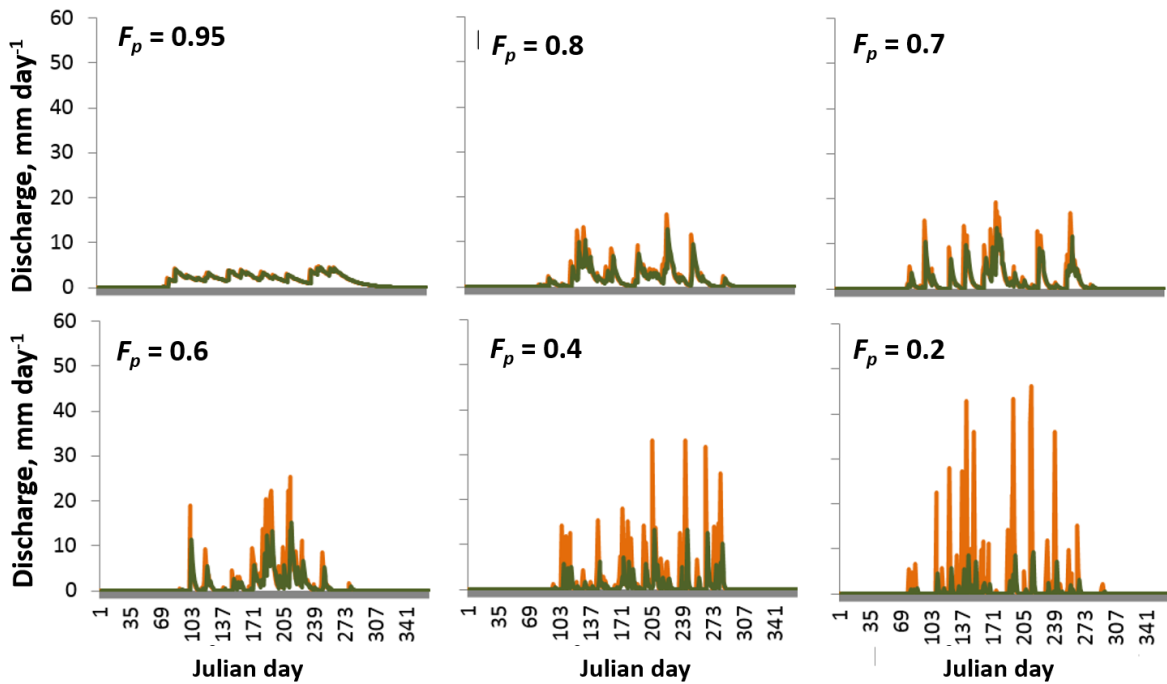 Discharge, mm day-1
60
50
40
30
20
10
0
Fp = 0.95
Fp = 0.8
Fp = 0.7
Discharge, mm day-1
60
50
40
30
20
10
0
Fp = 0.6
Fp = 0.4
Fp = 0.2
1 35 69 103 137 171 205 239 273 307 341
1 35 69 103 137 171 205 239 273 307 341
1 35 69 103 137 171 205 239 273 307 341
Julian day
Julian day
Julian day